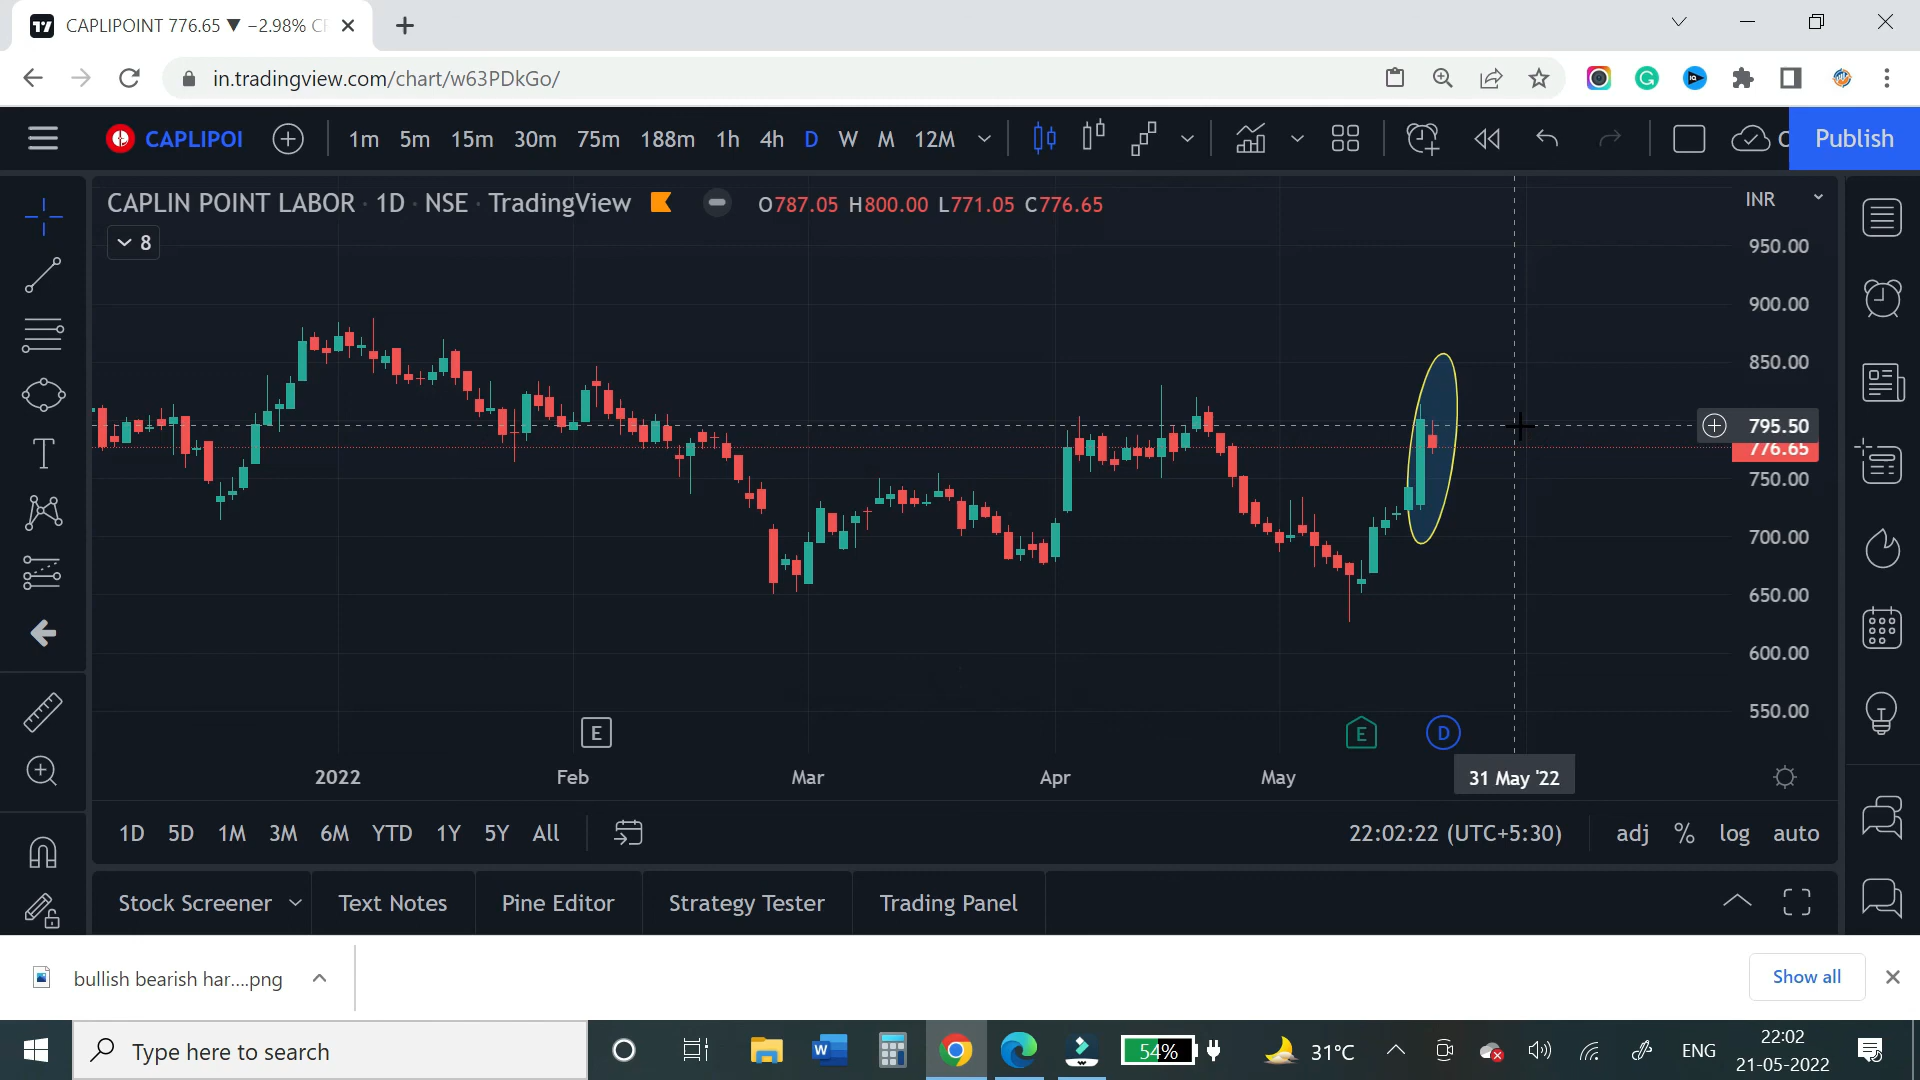 CAPLIPOINT 776.65 ▼ −2.98%
in.tradingview.com/chart/w63PDkGo/
CAPLIPOI 1m 5m 15m 30m 75m 188m 1h 4h D W M 12M Publish
CAPLIN POINT LABOR · 1D · NSE · TradingView O787.05 H800.00 L771.05 C776.65 INR
8
950.00
900.00
850.00
795.50
776.65
750.00
700.00
650.00
600.00
550.00
E E D
2022 Feb Mar Apr May 31 May '22
1D 5D 1M 3M 6M YTD 1Y 5Y All 22:02:22 (UTC+5:30) adj % log auto
Stock Screener Text Notes Pine Editor Strategy Tester Trading Panel
bullish bearish har....png Show all
Type here to search 54% 31°C ENG 22:02
21-05-2022